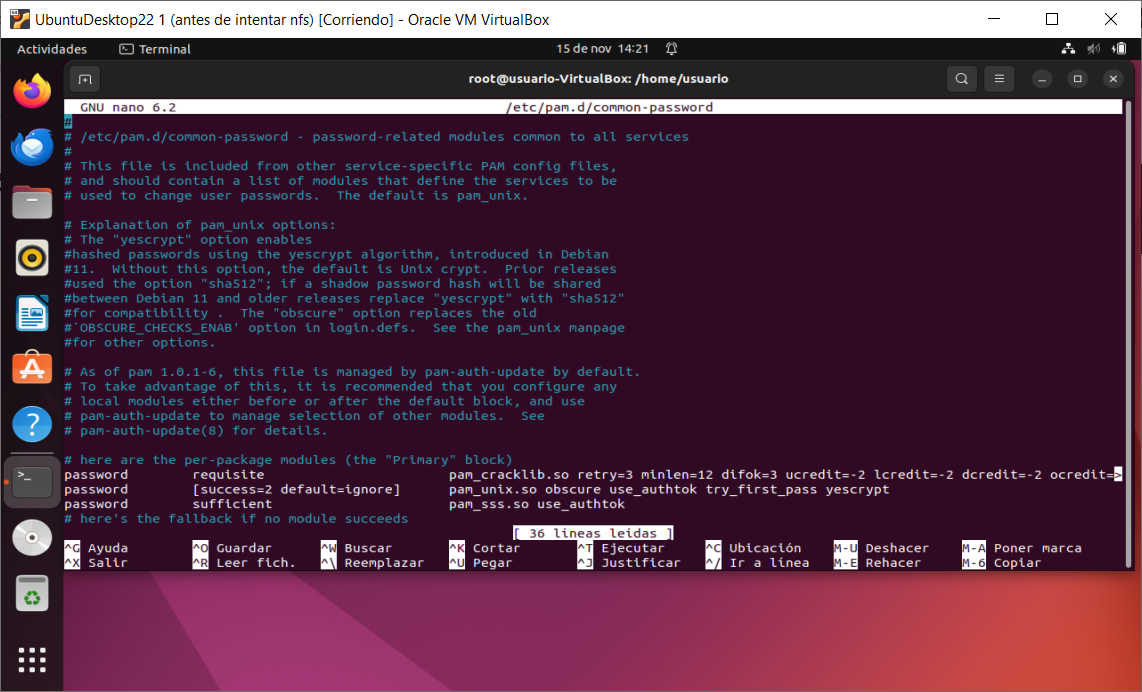 UbuntuDesktop22 1 (antes de intentar nfs) [Corriendo] - Oracle VM VirtualBox
Actividades Terminal 15 de nov 14:21
root@usuario-VirtualBox: /home/usuario
GNU nano 6.2 /etc/pam.d/common-password
#
# /etc/pam.d/common-password - password-related modules common to all services
#
# This file is included from other service-specific PAM config files,
# and should contain a list of modules that define the services to be
# used to change user passwords.  The default is pam_unix.
# Explanation of pam_unix options:
# The "yescrypt" option enables
#hashed passwords using the yescrypt algorithm, introduced in Debian
#11.  Without this option, the default is Unix crypt.  Prior releases
#used the option "sha512"; if a shadow password hash will be shared
#between Debian 11 and older releases replace "yescrypt" with "sha512"
#for compatibility .  The "obscure" option replaces the old
#`OBSCURE_CHECKS_ENAB' option in login.defs.  See the pam_unix manpage
#for other options.
# As of pam 1.0.1-6, this file is managed by pam-auth-update by default.
# To take advantage of this, it is recommended that you configure any
# local modules either before or after the default block, and use
# pam-auth-update to manage selection of other modules.  See
# pam-auth-update(8) for details.
# here are the per-package modules (the "Primary" block)
password requisite pam_cracklib.so retry=3 minlen=12 difok=3 ucredit=-2 lcredit=-2 dcredit=-2 ocredit=>
password [success=2 default=ignore] pam_unix.so obscure use_authtok try_first_pass yescrypt
password sufficient pam_sss.so use_authtok
# here's the fallback if no module succeeds
[ 36 líneas leídas ]
^G Ayuda ^O Guardar ^W Buscar ^K Cortar ^T Ejecutar ^C Ubicación M-U Deshacer M-A Poner marca
^X Salir ^R Leer fich. ^\ Reemplazar ^U Pegar ^J Justificar ^/ Ir a línea M-E Rehacer M-6 Copiar